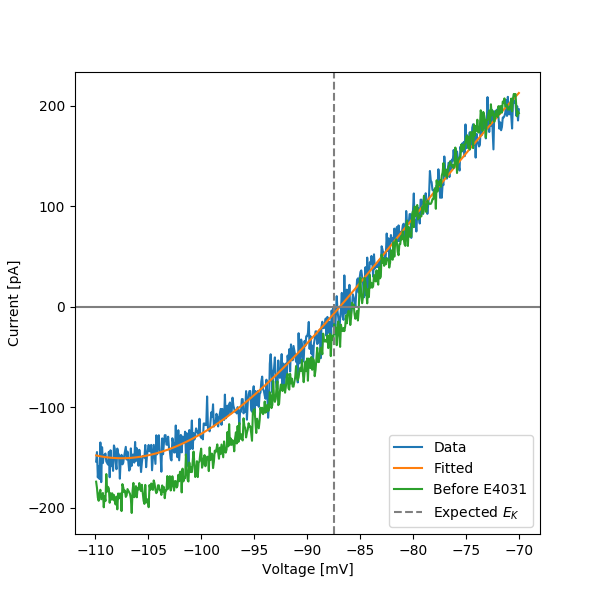 200
100
0
−100
−200
Current [pA]
−110
−105
−100
−95
−90
−85
−80
−75
−70
Voltage [mV]
Data
Fitted
Before E4031
Expected E_K